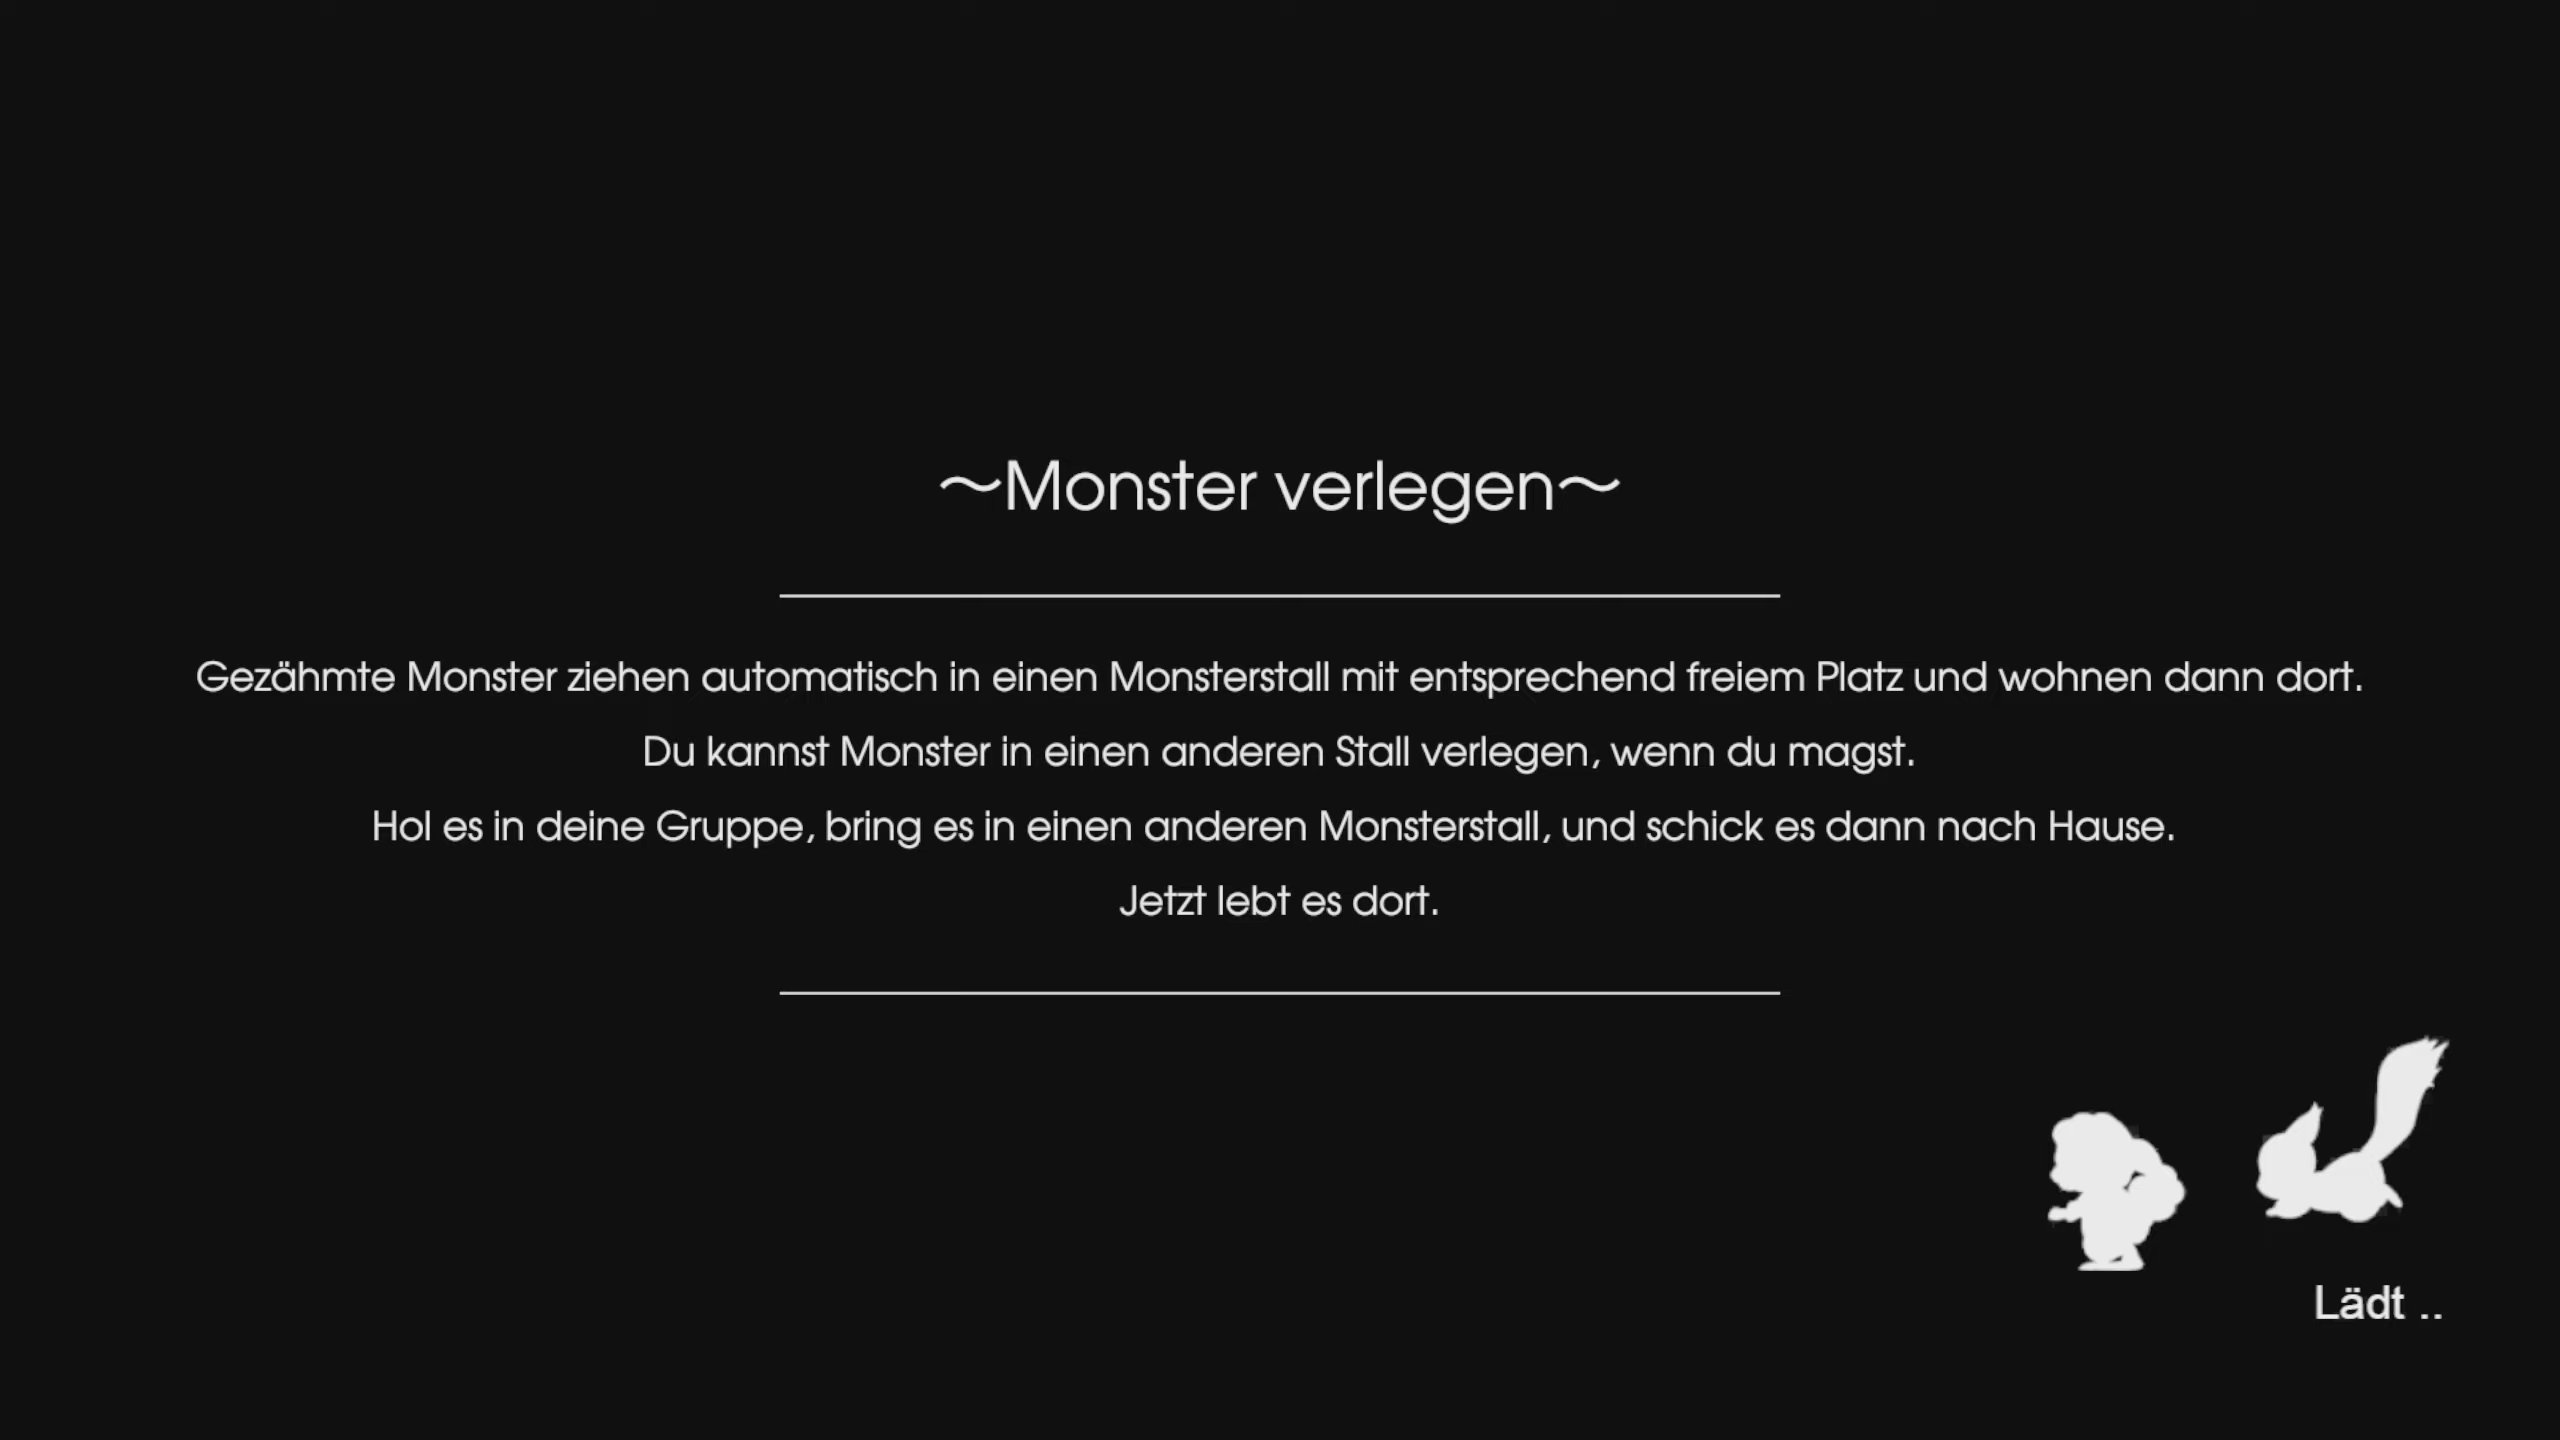 ～Monster verlegen～
Gezähmte Monster ziehen automatisch in einen Monsterstall mit entsprechend freiem Platz und wohnen dann dort.
Du kannst Monster in einen anderen Stall verlegen, wenn du magst.
Hol es in deine Gruppe, bring es in einen anderen Monsterstall, und schick es dann nach Hause.
Jetzt lebt es dort.
Lädt ..